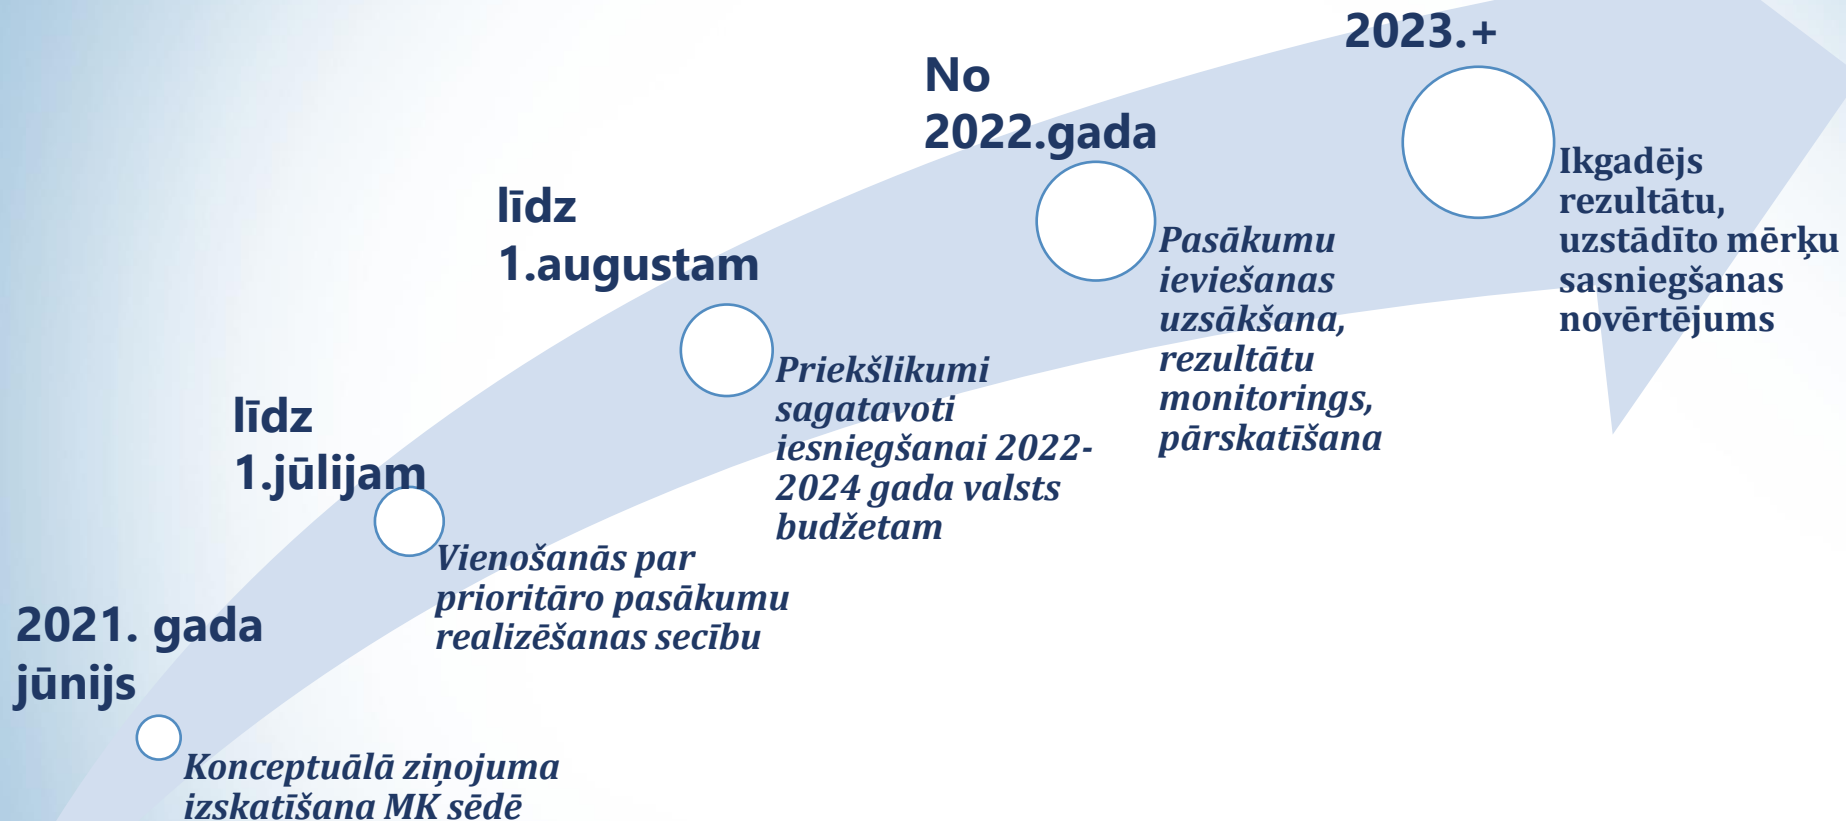 2021. gada
jūnijs
Konceptuālā ziņojuma
izskatīšana MK sēdē
līdz
1.jūlijam
Vienošanās par
prioritāro pasākumu
realizēšanas secību
līdz
1.augustam
Priekšlikumi
sagatavoti
iesniegšanai 2022-
2024 gada valsts
budžetam
No
2022.gada
Pasākumu
ieviešanas
uzsākšana,
rezultātu
monitorings,
pārskatīšana
2023.+
Ikgadējs
rezultātu,
uzstādīto mērķu
sasniegšanas
novērtējums